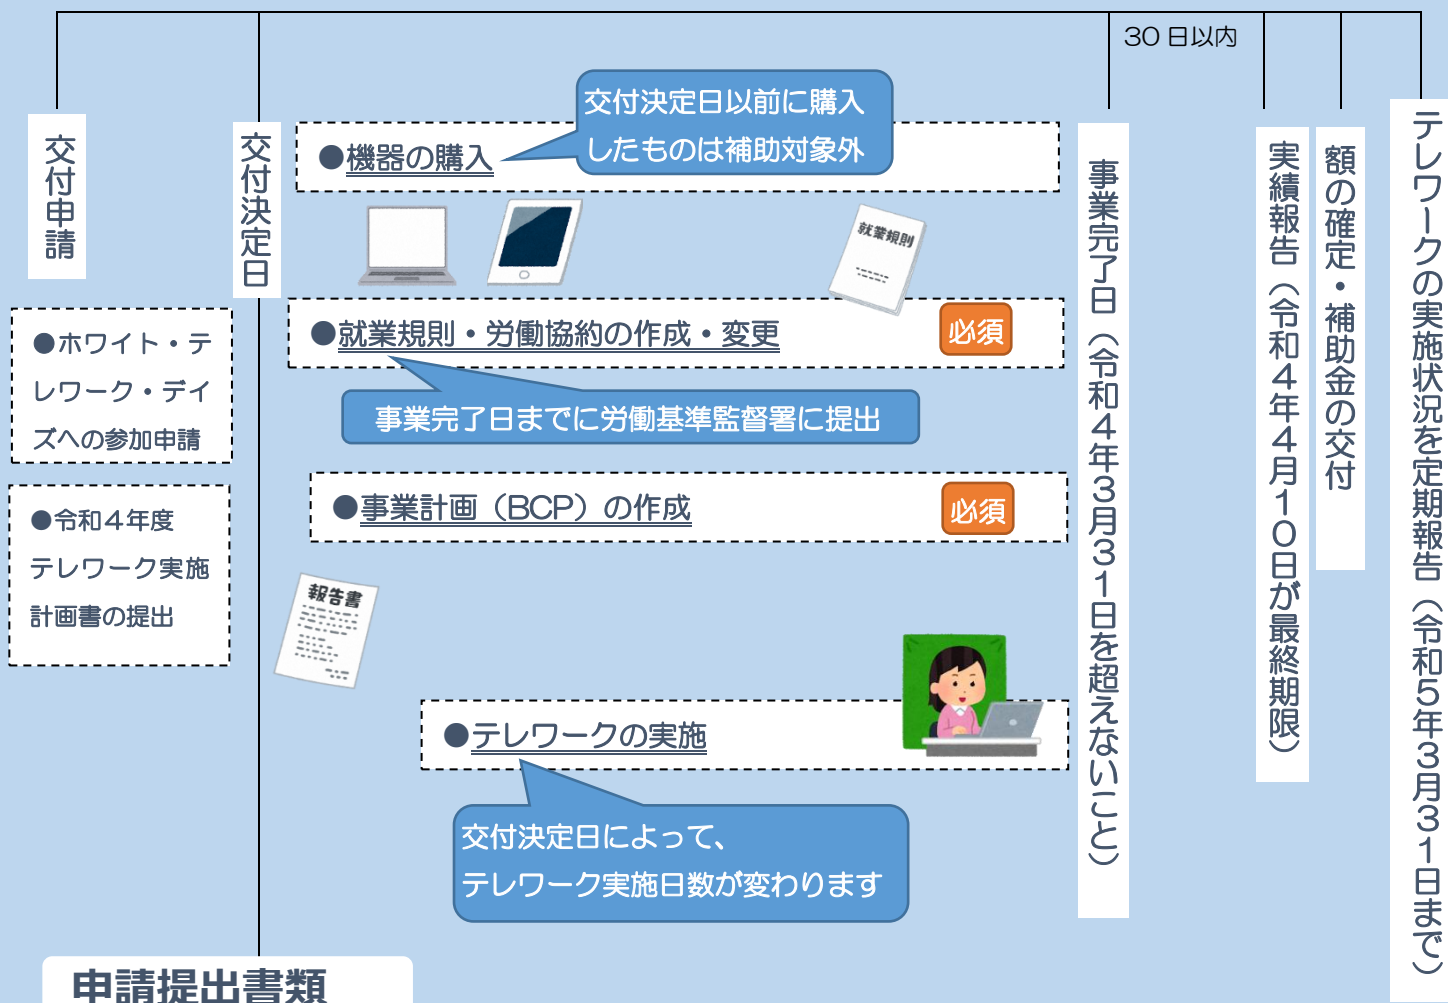 30日以内
交付申請
●ホワイト・テ
レワーク・デイ
ズへの参加申請
●令和4年度
テレワーク実施
計画書の提出
交付決定日
●機器の購入
交付決定日以前に購入
したものは補助対象外
就業規則
●就業規則・労働協約の作成・変更
必須
事業完了日までに労働基準監督署に提出
●事業計画（BCP）の作成
必須
報告書
●テレワークの実施
交付決定日によって、
テレワーク実施日数が変わります
事業完了日（令和4年3月31日を超えないこと）
実績報告（令和4年4月10日が最終期限）
額の確定・補助金の交付
テレワークの実施状況を定期報告（令和5年3月31日まで）
申請提出書類